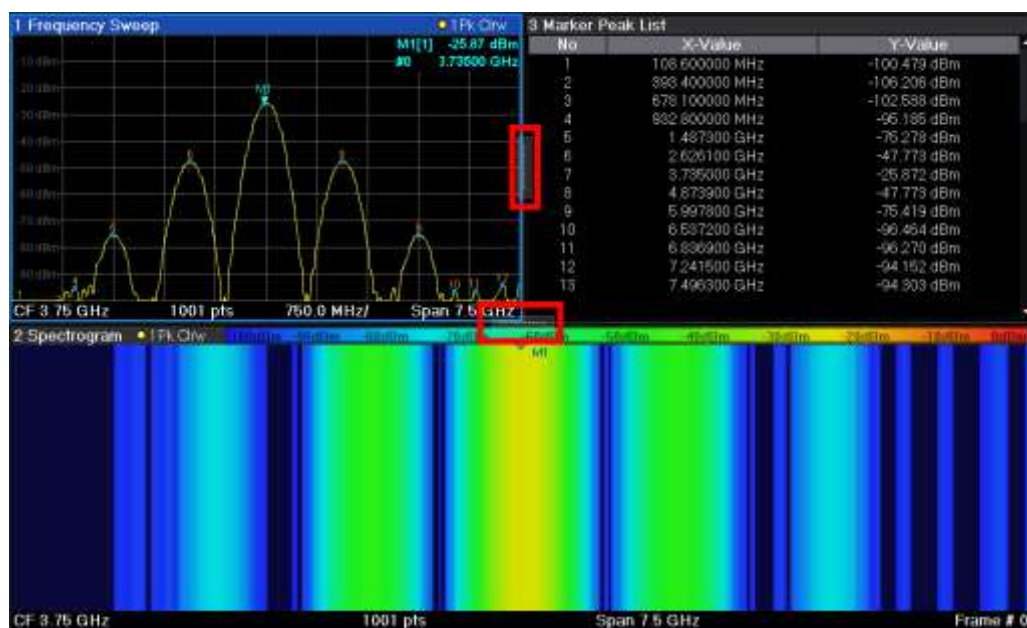 1 Frequency Sweep
1Pk Clrw
M1[1] -25.87 dBm
3.73500 GHz
M1
CF 3.75 GHz 1001 pts 750.0 MHz/ Span 7.5 GHz
3 Marker Peak List
No X-Value Y-Value
1 108.600000 MHz -100.479 dBm
2 393.400000 MHz -106.206 dBm
3 678.100000 MHz -102.588 dBm
4 932.800000 MHz -95.185 dBm
5 1.487300 GHz -75.278 dBm
6 2.626100 GHz -47.773 dBm
7 3.735000 GHz -25.872 dBm
8 4.873900 GHz -47.773 dBm
9 5.997800 GHz -75.419 dBm
10 6.537200 GHz -96.464 dBm
11 6.836900 GHz -96.270 dBm
12 7.241500 GHz -94.152 dBm
13 7.496300 GHz -94.303 dBm
2 Spectrogram 1Pk Clrw
M1
CF 3.75 GHz 1001 pts Span 7.5 GHz Frame # 0